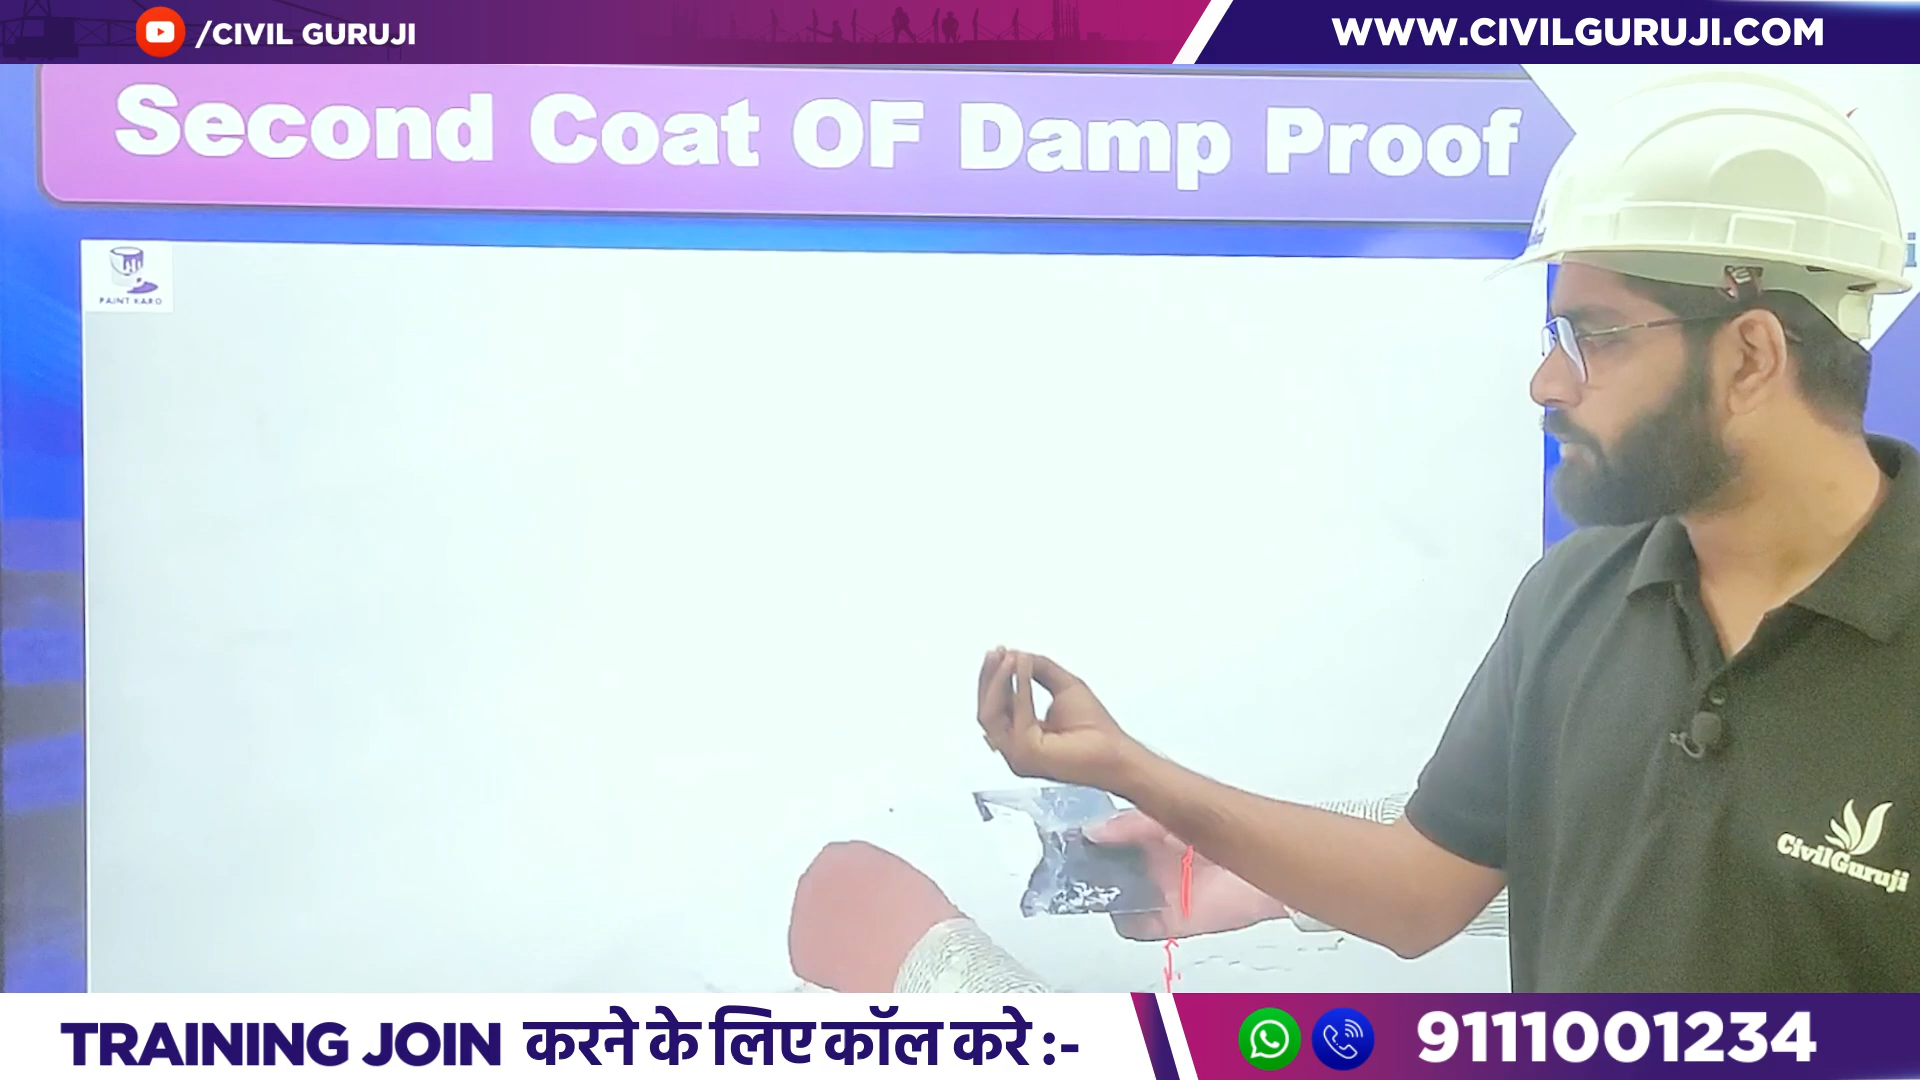 /CIVIL GURUJI
WWW.CIVILGURUJI.COM
Second Coat OF Damp Proof
PAINT KARO
CivilGuruji
TRAINING JOIN करने के लिए कॉल करे :-
9111001234